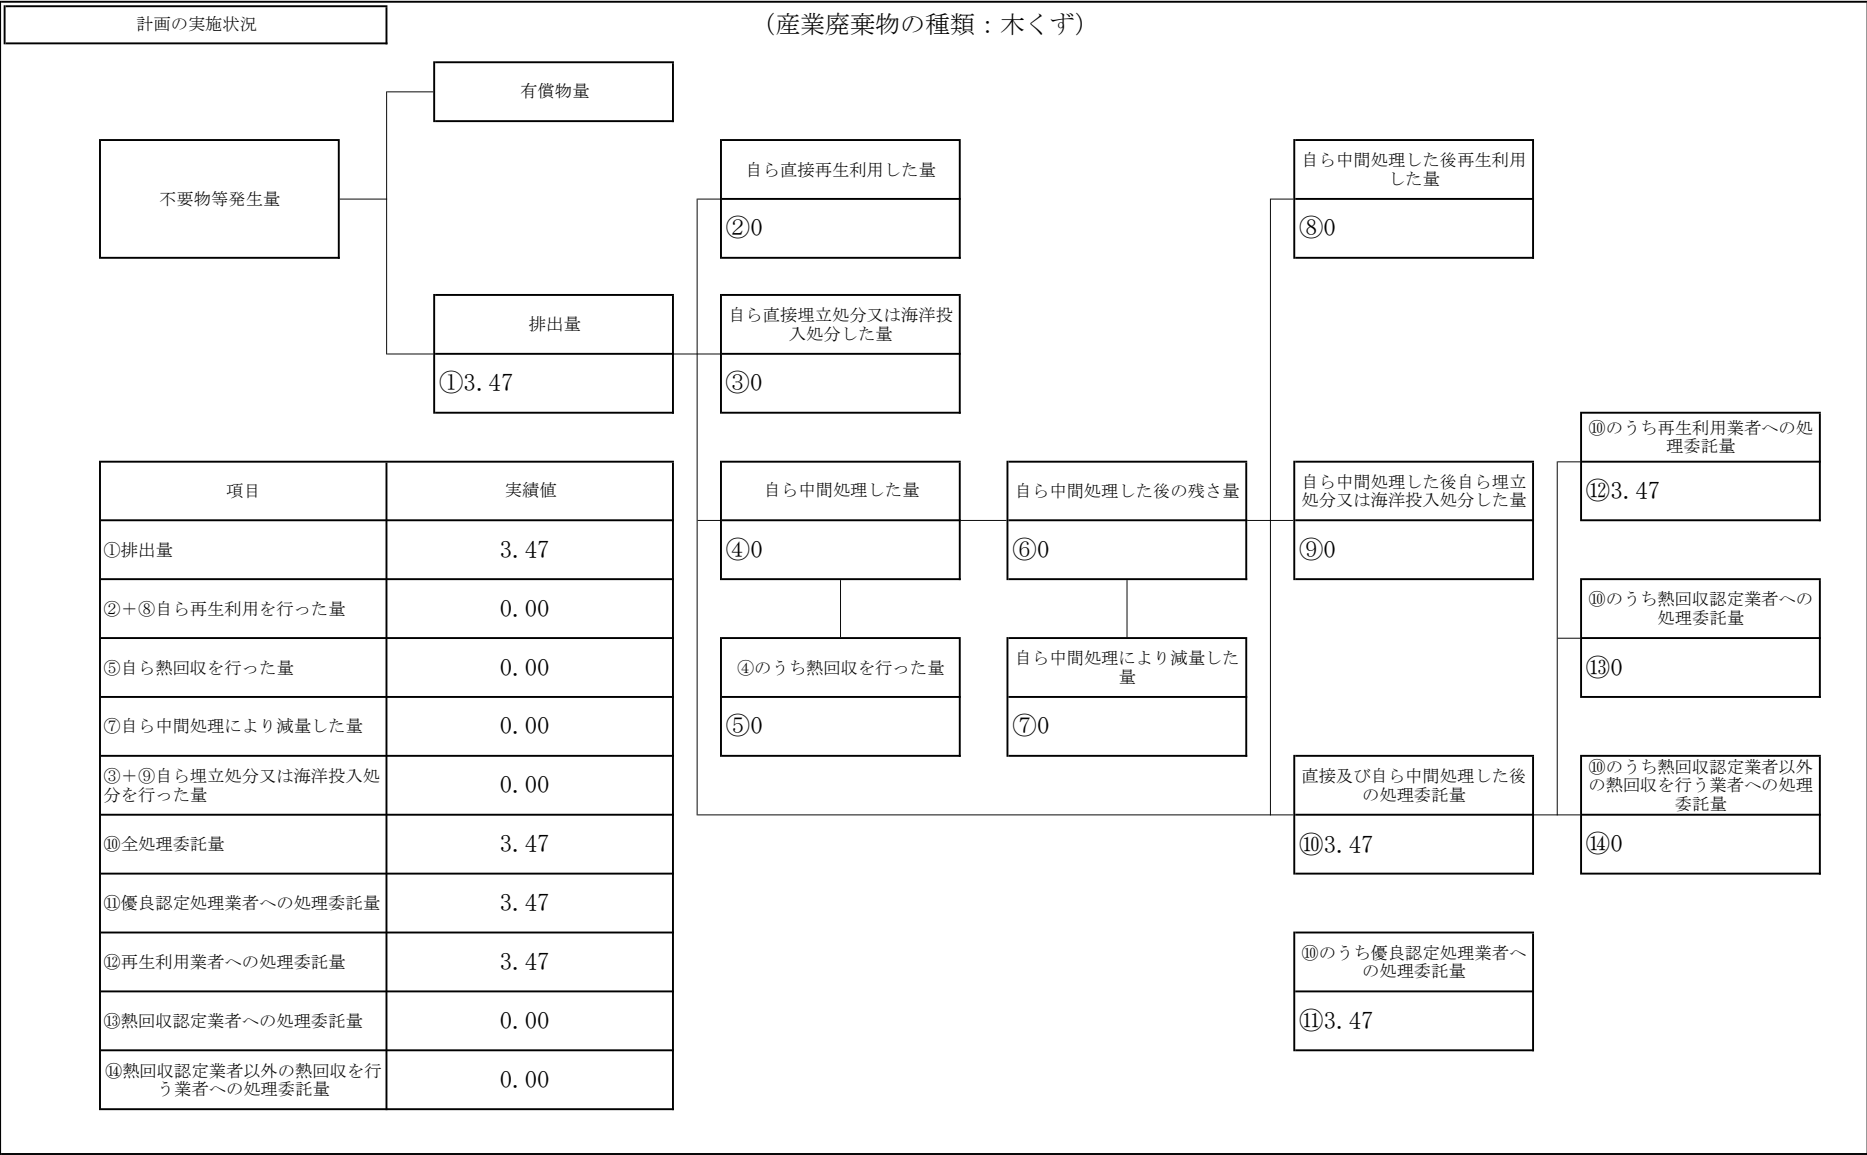 計画の実施状況
（産業廃棄物の種類：木くず）
有償物量
不要物等発生量
自ら直接再生利用した量
②0
自ら中間処理した後再生利用
した量
⑧0
排出量
①3.47
自ら直接埋立処分又は海洋投
入処分した量
③0
⑩のうち再生利用業者への処
理委託量
⑫3.47
自ら中間処理した量
④0
自ら中間処理した後の残さ量
⑥0
自ら中間処理した後自ら埋立
処分又は海洋投入処分した量
⑨0
⑩のうち熱回収認定業者への
処理委託量
⑬0
④のうち熱回収を行った量
⑤0
自ら中間処理により減量した
量
⑦0
直接及び自ら中間処理した後
の処理委託量
⑩3.47
⑩のうち熱回収認定業者以外
の熱回収を行う業者への処理
委託量
⑭0
⑩のうち優良認定処理業者へ
の処理委託量
⑪3.47
項目 実績値
①排出量 3.47
②＋⑧自ら再生利用を行った量 0.00
⑤自ら熱回収を行った量 0.00
⑦自ら中間処理により減量した量 0.00
③＋⑨自ら埋立処分又は海洋投入処
分を行った量 0.00
⑩全処理委託量 3.47
⑪優良認定処理業者への処理委託量 3.47
⑫再生利用業者への処理委託量 3.47
⑬熱回収認定業者への処理委託量 0.00
⑭熱回収認定業者以外の熱回収を行
う業者への処理委託量 0.00